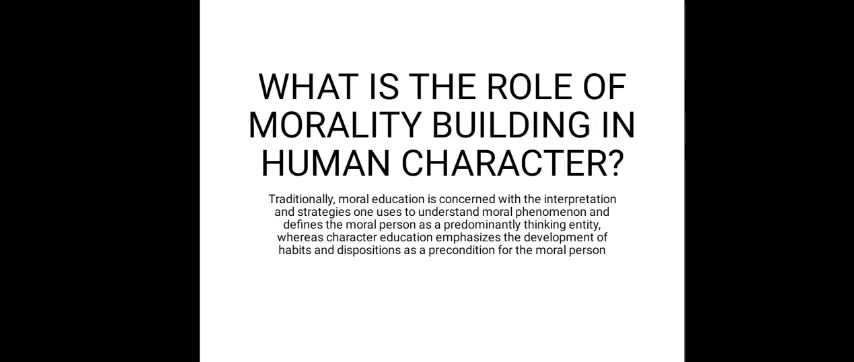 WHAT IS THE ROLE OF
MORALITY BUILDING IN
HUMAN CHARACTER?
Traditionally, moral education is concerned with the interpretation
and strategies one uses to understand moral phenomenon and
defines the moral person as a predominantly thinking entity,
whereas character education emphasizes the development of
habits and dispositions as a precondition for the moral person